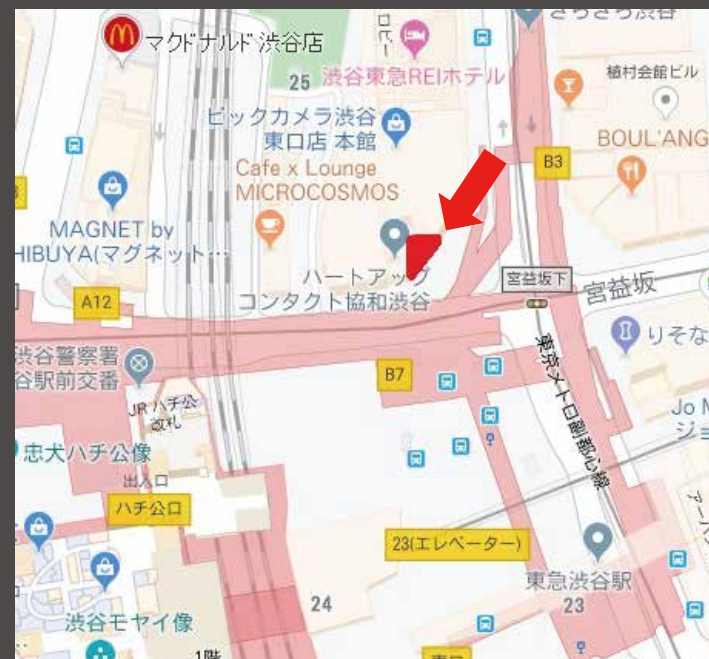 マクドナルド渋谷店
ロビー
25
渋谷東急REIホテル
植村会館ビル
ビックカメラ渋谷
東口店 本館
BOUL'ANG
B3
Cafe x Lounge
MICROCOSMOS
MAGNET by
HIBUYA(マグネット…
ハートアップ
コンタクト協和渋谷
宮益坂下
宮益坂
A12
りそな
渋谷警察署
谷駅前交番
B7
東京メトロ副都心線
JR ハチ公
改札
忠犬ハチ公像
出入口
ハチ公口
23(エレベーター)
東急渋谷駅
23
24
渋谷モヤイ像
1階